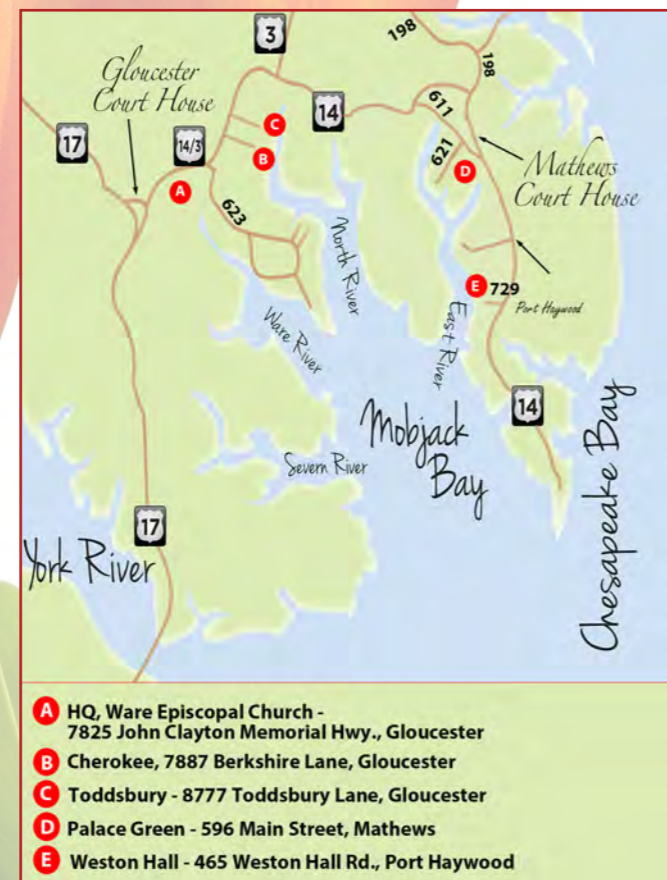 3
198
198
Gloucester
Court House
17
14/3
14
611
621
C
B
D
A
Mathews
Court House
623
North River
E
729
Port Haywood
Ware River
East River
14
Mobjack
Bay
Severn River
Chesapeake Bay
17
York River
A HQ, Ware Episcopal Church -
7825 John Clayton Memorial Hwy., Gloucester
B Cherokee, 7887 Berkshire Lane, Gloucester
C Toddsbury - 8777 Toddsbury Lane, Gloucester
D Palace Green - 596 Main Street, Mathews
E Weston Hall - 465 Weston Hall Rd., Port Haywood